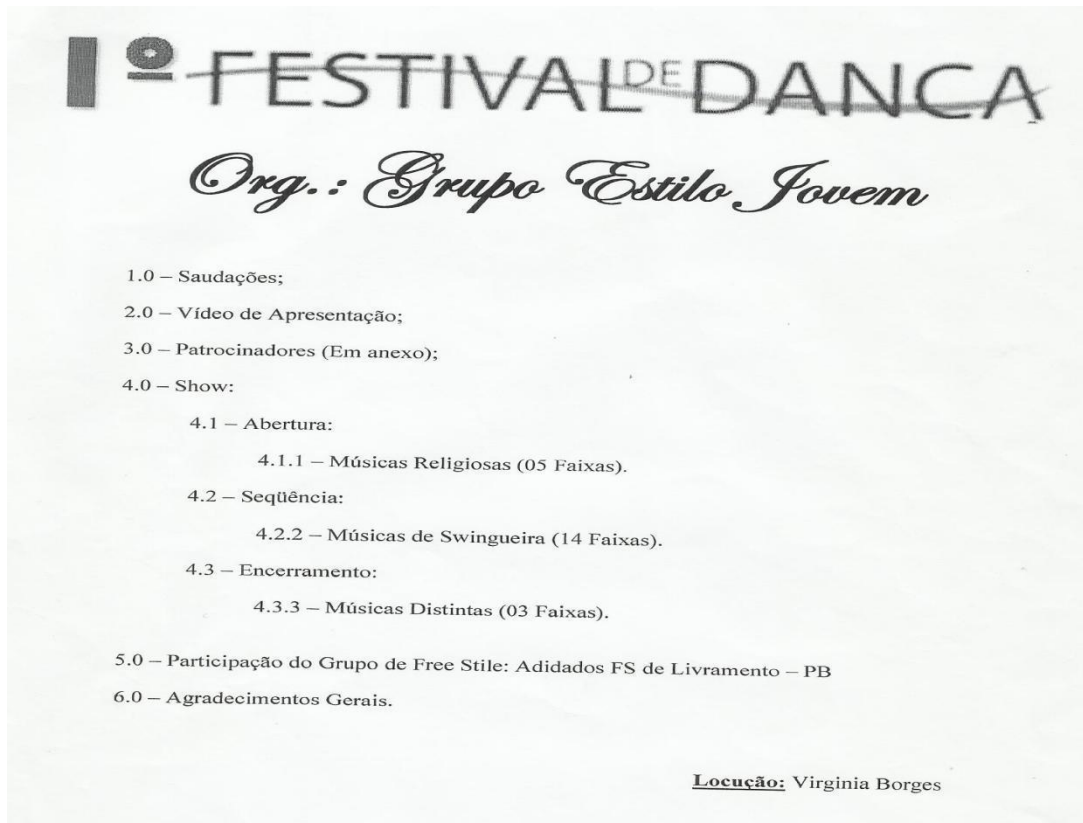 1º FESTIVAL DE DANÇA
Org.: Grupo Estilo Jovem
1.0 – Saudações;
2.0 – Vídeo de Apresentação;
3.0 – Patrocinadores (Em anexo);
4.0 – Show:
4.1 – Abertura:
4.1.1 – Músicas Religiosas (05 Faixas).
4.2 – Seqüência:
4.2.2 – Músicas de Swingueira (14 Faixas).
4.3 – Encerramento:
4.3.3 – Músicas Distintas (03 Faixas).
5.0 – Participação do Grupo de Free Stile: Adidados FS de Livramento – PB
6.0 – Agradecimentos Gerais.
Locução: Virginia Borges